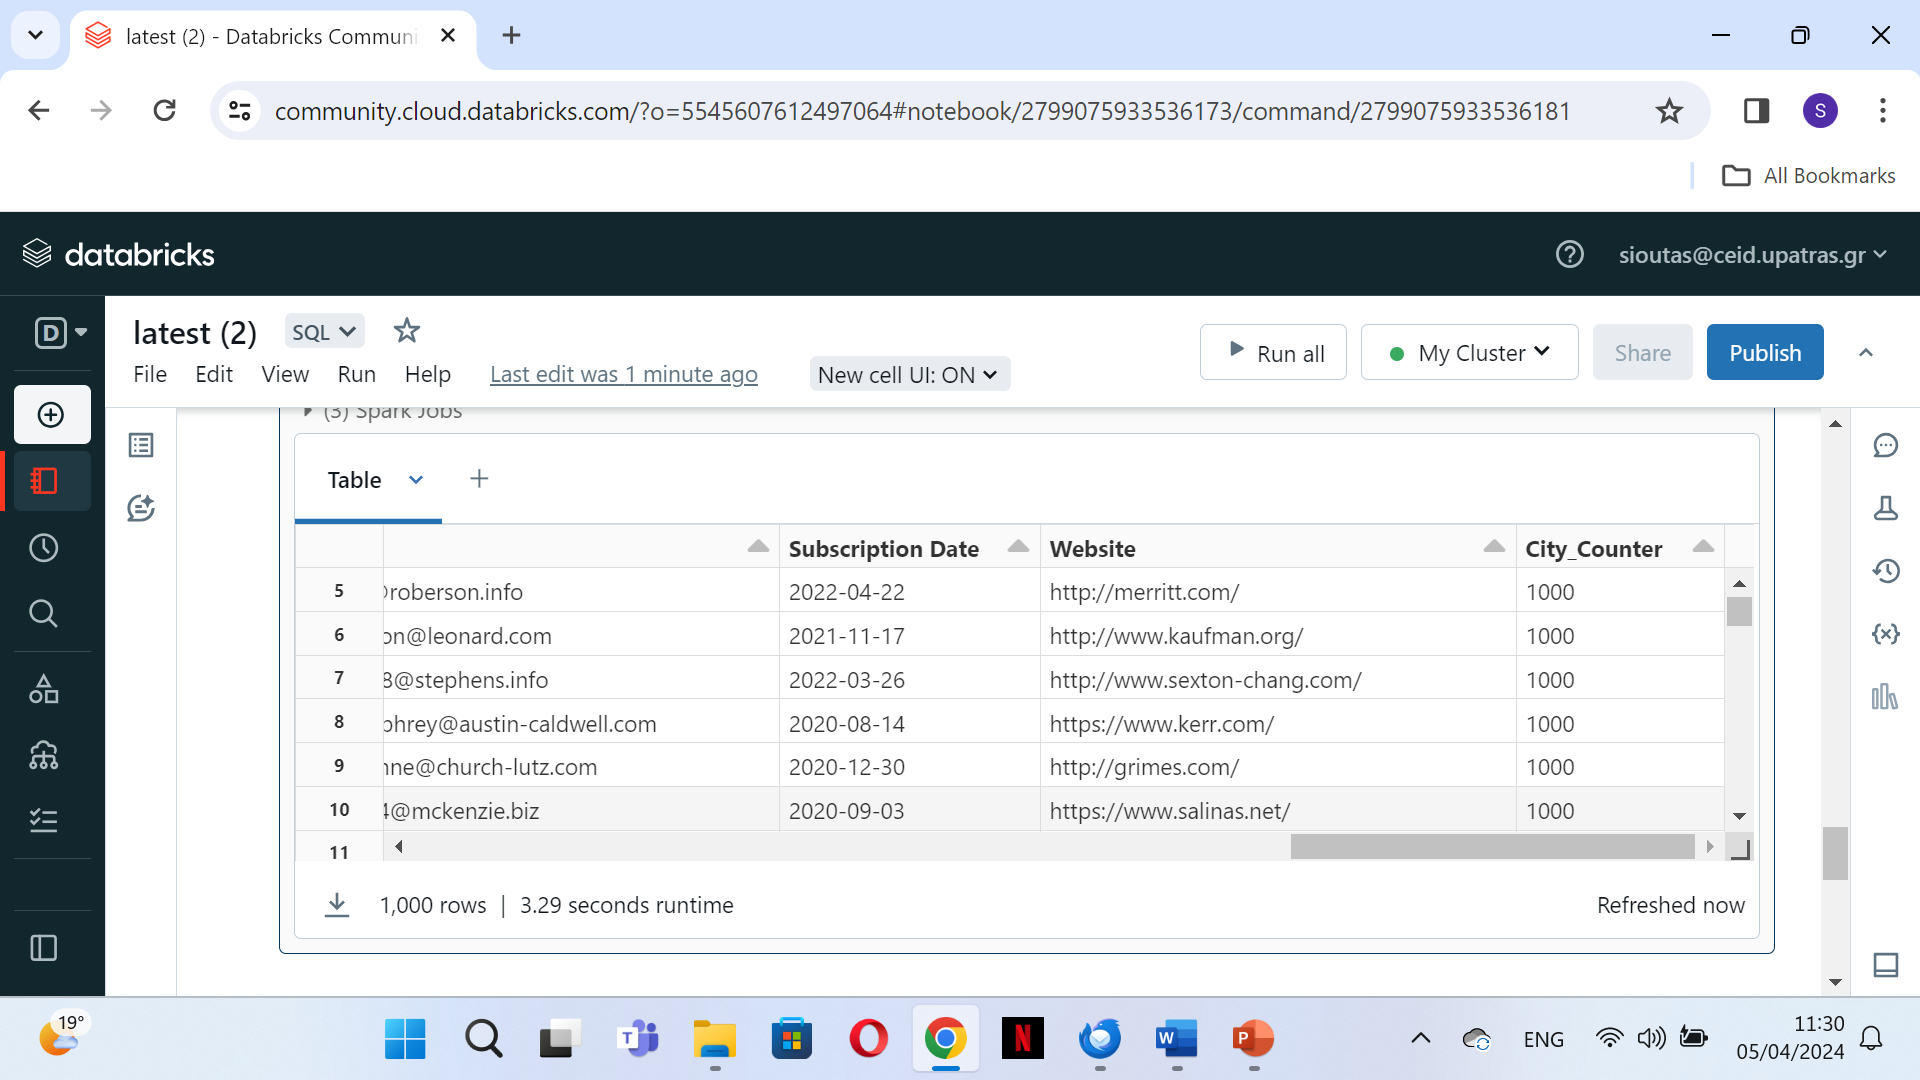 latest (2) - Databricks Communi
community.cloud.databricks.com/?o=5545607612497064#notebook/2799075933536173/command/2799075933536181
S
All Bookmarks
databricks
sioutas@ceid.upatras.gr
D
latest (2) SQL
Run all My Cluster Share Publish
File Edit View Run Help Last edit was 1 minute ago New cell UI: ON
(3) Spark Jobs
Table
Subscription Date Website City_Counter
5 @roberson.info 2022-04-22 http://merritt.com/ 1000
6 on@leonard.com 2021-11-17 http://www.kaufman.org/ 1000
7 8@stephens.info 2022-03-26 http://www.sexton-chang.com/ 1000
8 phrey@austin-caldwell.com 2020-08-14 https://www.kerr.com/ 1000
9 nne@church-lutz.com 2020-12-30 http://grimes.com/ 1000
10 4@mckenzie.biz 2020-09-03 https://www.salinas.net/ 1000
11
1,000 rows | 3.29 seconds runtime Refreshed now
19°
ENG
11:30
05/04/2024